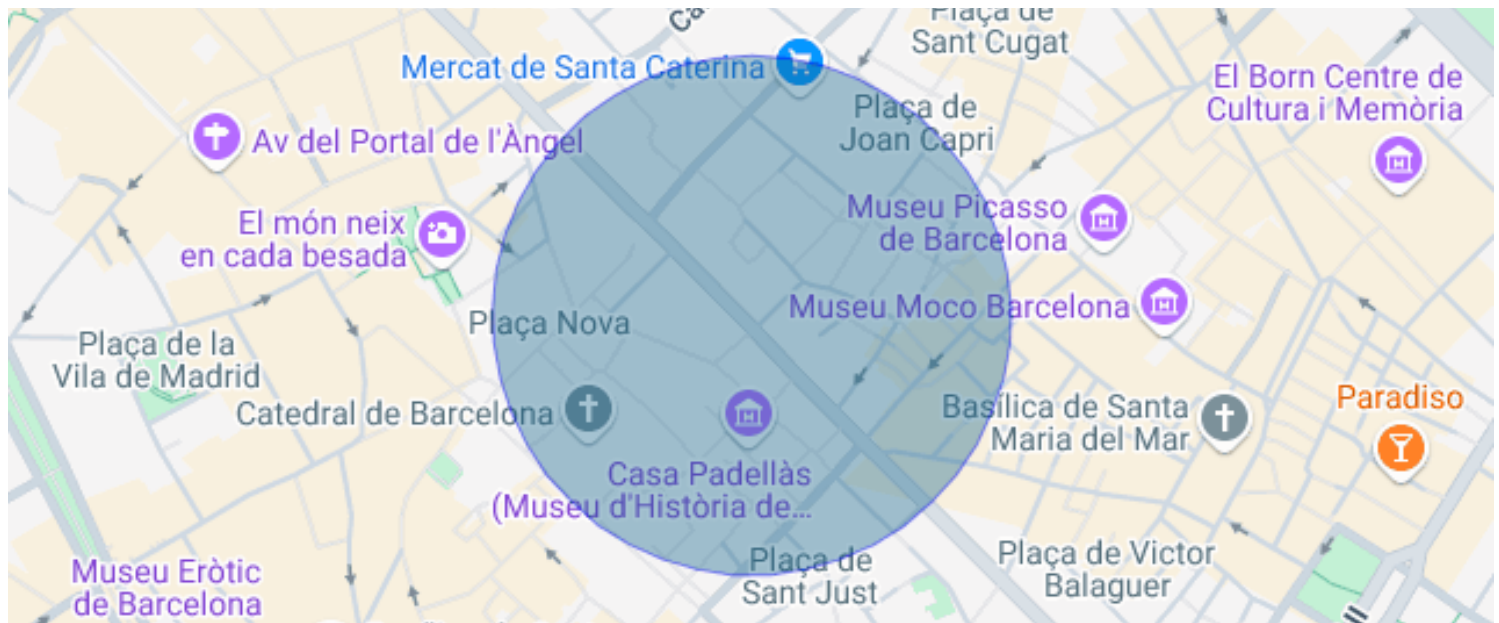 Plaça de
Sant Cugat
Mercat de Santa Caterina
El Born Centre de
Cultura i Memòria
Plaça de
Joan Capri
Av del Portal de l'Àngel
Museu Picasso
de Barcelona
El món neix
en cada besada
Museu Moco Barcelona
Plaça Nova
Plaça de la
Vila de Madrid
Catedral de Barcelona
Basílica de Santa
Maria del Mar
Paradiso
Casa Padellàs
(Museu d'Història de...
Plaça de
Sant Just
Plaça de Victor
Balaguer
Museu Eròtic
de Barcelona